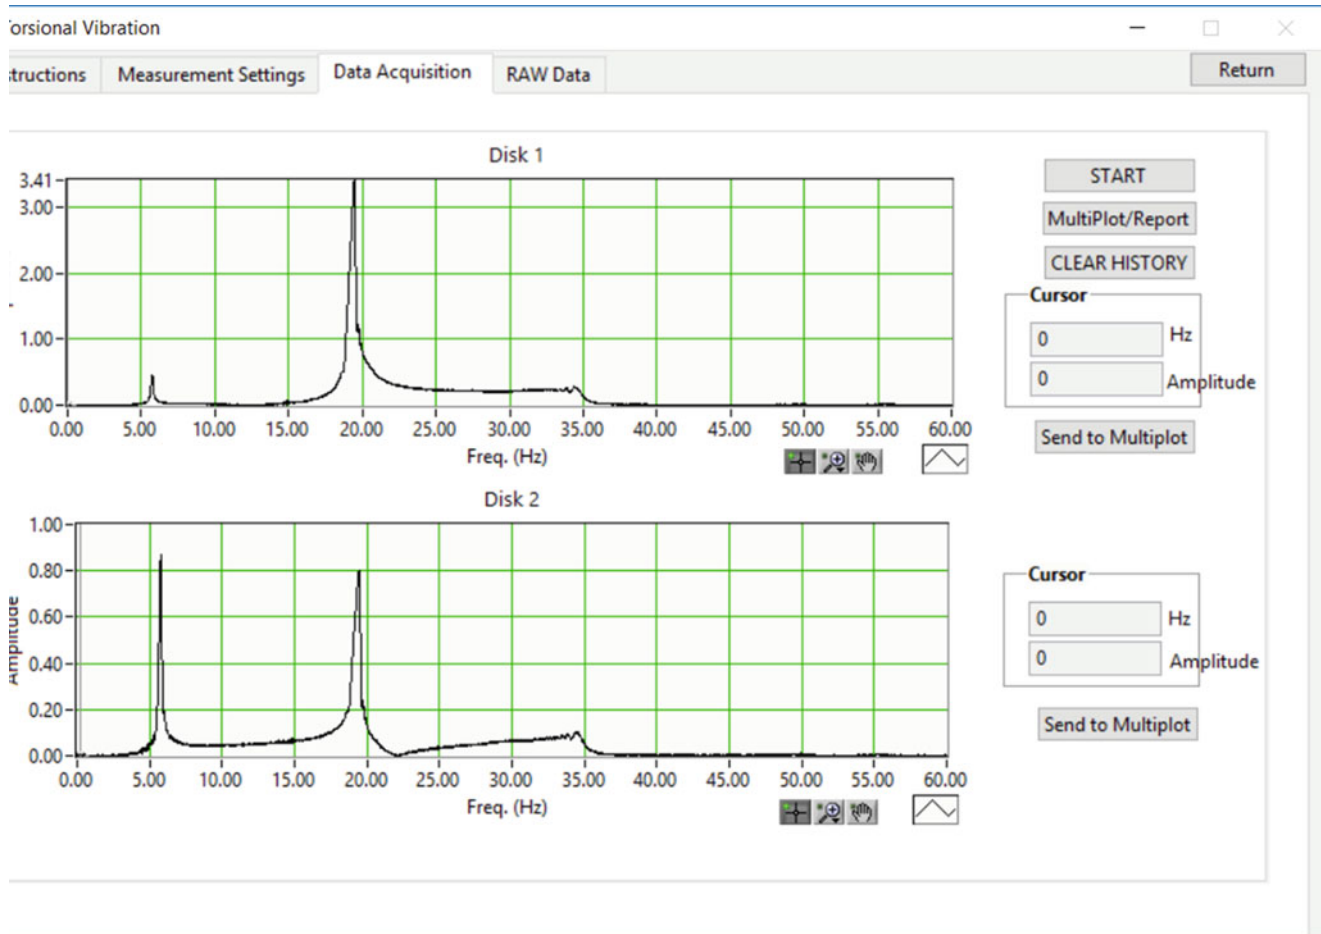 orsional Vibration
tructions Measurement Settings Data Acquisition RAW Data Return
Disk 1
3.41
3.00
2.00
1.00
0.00
0.00 5.00 10.00 15.00 20.00 25.00 30.00 35.00 40.00 45.00 50.00 55.00 60.00
Freq. (Hz)
START
MultiPlot/Report
CLEAR HISTORY
Cursor
0 Hz
0 Amplitude
Send to Multiplot
Disk 2
Amplitude
1.00
0.80
0.60
0.40
0.20
0.00
0.00 5.00 10.00 15.00 20.00 25.00 30.00 35.00 40.00 45.00 50.00 55.00 60.00
Freq. (Hz)
Cursor
0 Hz
0 Amplitude
Send to Multiplot